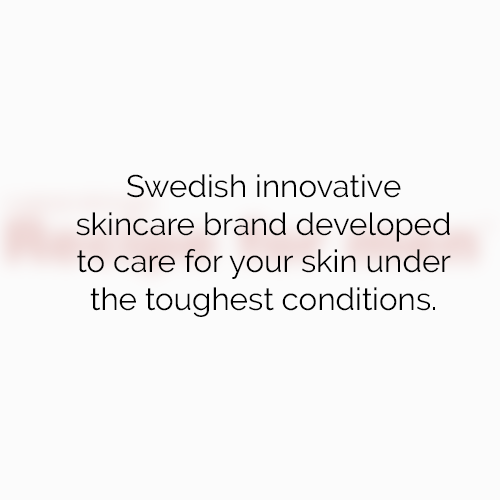 Swedish innovative
skincare brand developed
to care for your skin under
the toughest conditions.